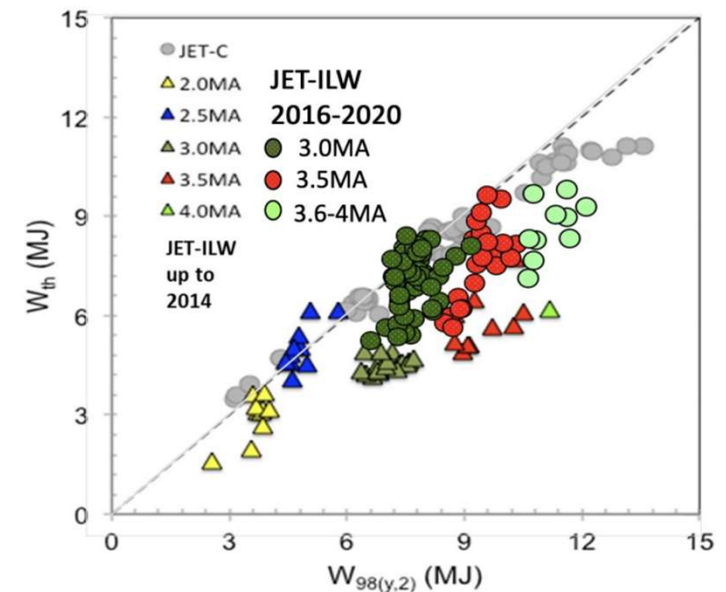 15
12
9
6
3
0
W_th (MJ)
JET-C
2.0MA
2.5MA
3.0MA
3.5MA
4.0MA
JET-ILW
up to
2014
JET-ILW
2016-2020
3.0MA
3.5MA
3.6-4MA
0 3 6 9 12 15
W_98(y,2) (MJ)